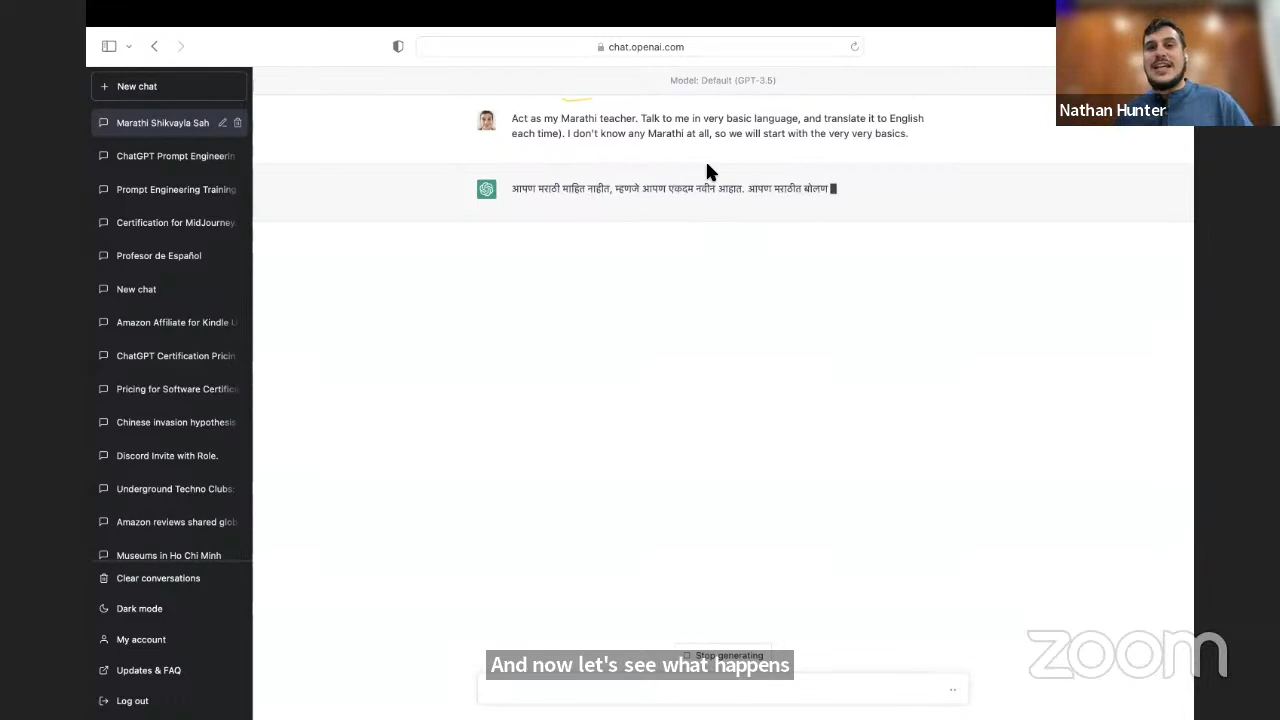 chat.openai.com
Model: Default (GPT-3.5)
New chat
Marathi Shikvayla Sah
ChatGPT Prompt Engineerin
Prompt Engineering Training
Certification for MidJourney
Profesor de Español
New chat
Amazon Affiliate for Kindle U
ChatGPT Certification Pricin
Pricing for Software Certific
Chinese invasion hypothesis
Discord Invite with Role.
Underground Techno Clubs:
Amazon reviews shared glob
Museums in Ho Chi Minh
Clear conversations
Dark mode
My account
Updates & FAQ
Log out
Act as my Marathi teacher. Talk to me in very basic language, and translate it to English
each time). I don't know any Marathi at all, so we will start with the very very basics.
आपण मराठी माहित नाहीत, म्हणजे आपण एकदम नवीन आहात. आपण मराठीत बोलण
Stop generating
And now let's see what happens
Nathan Hunter
zoom